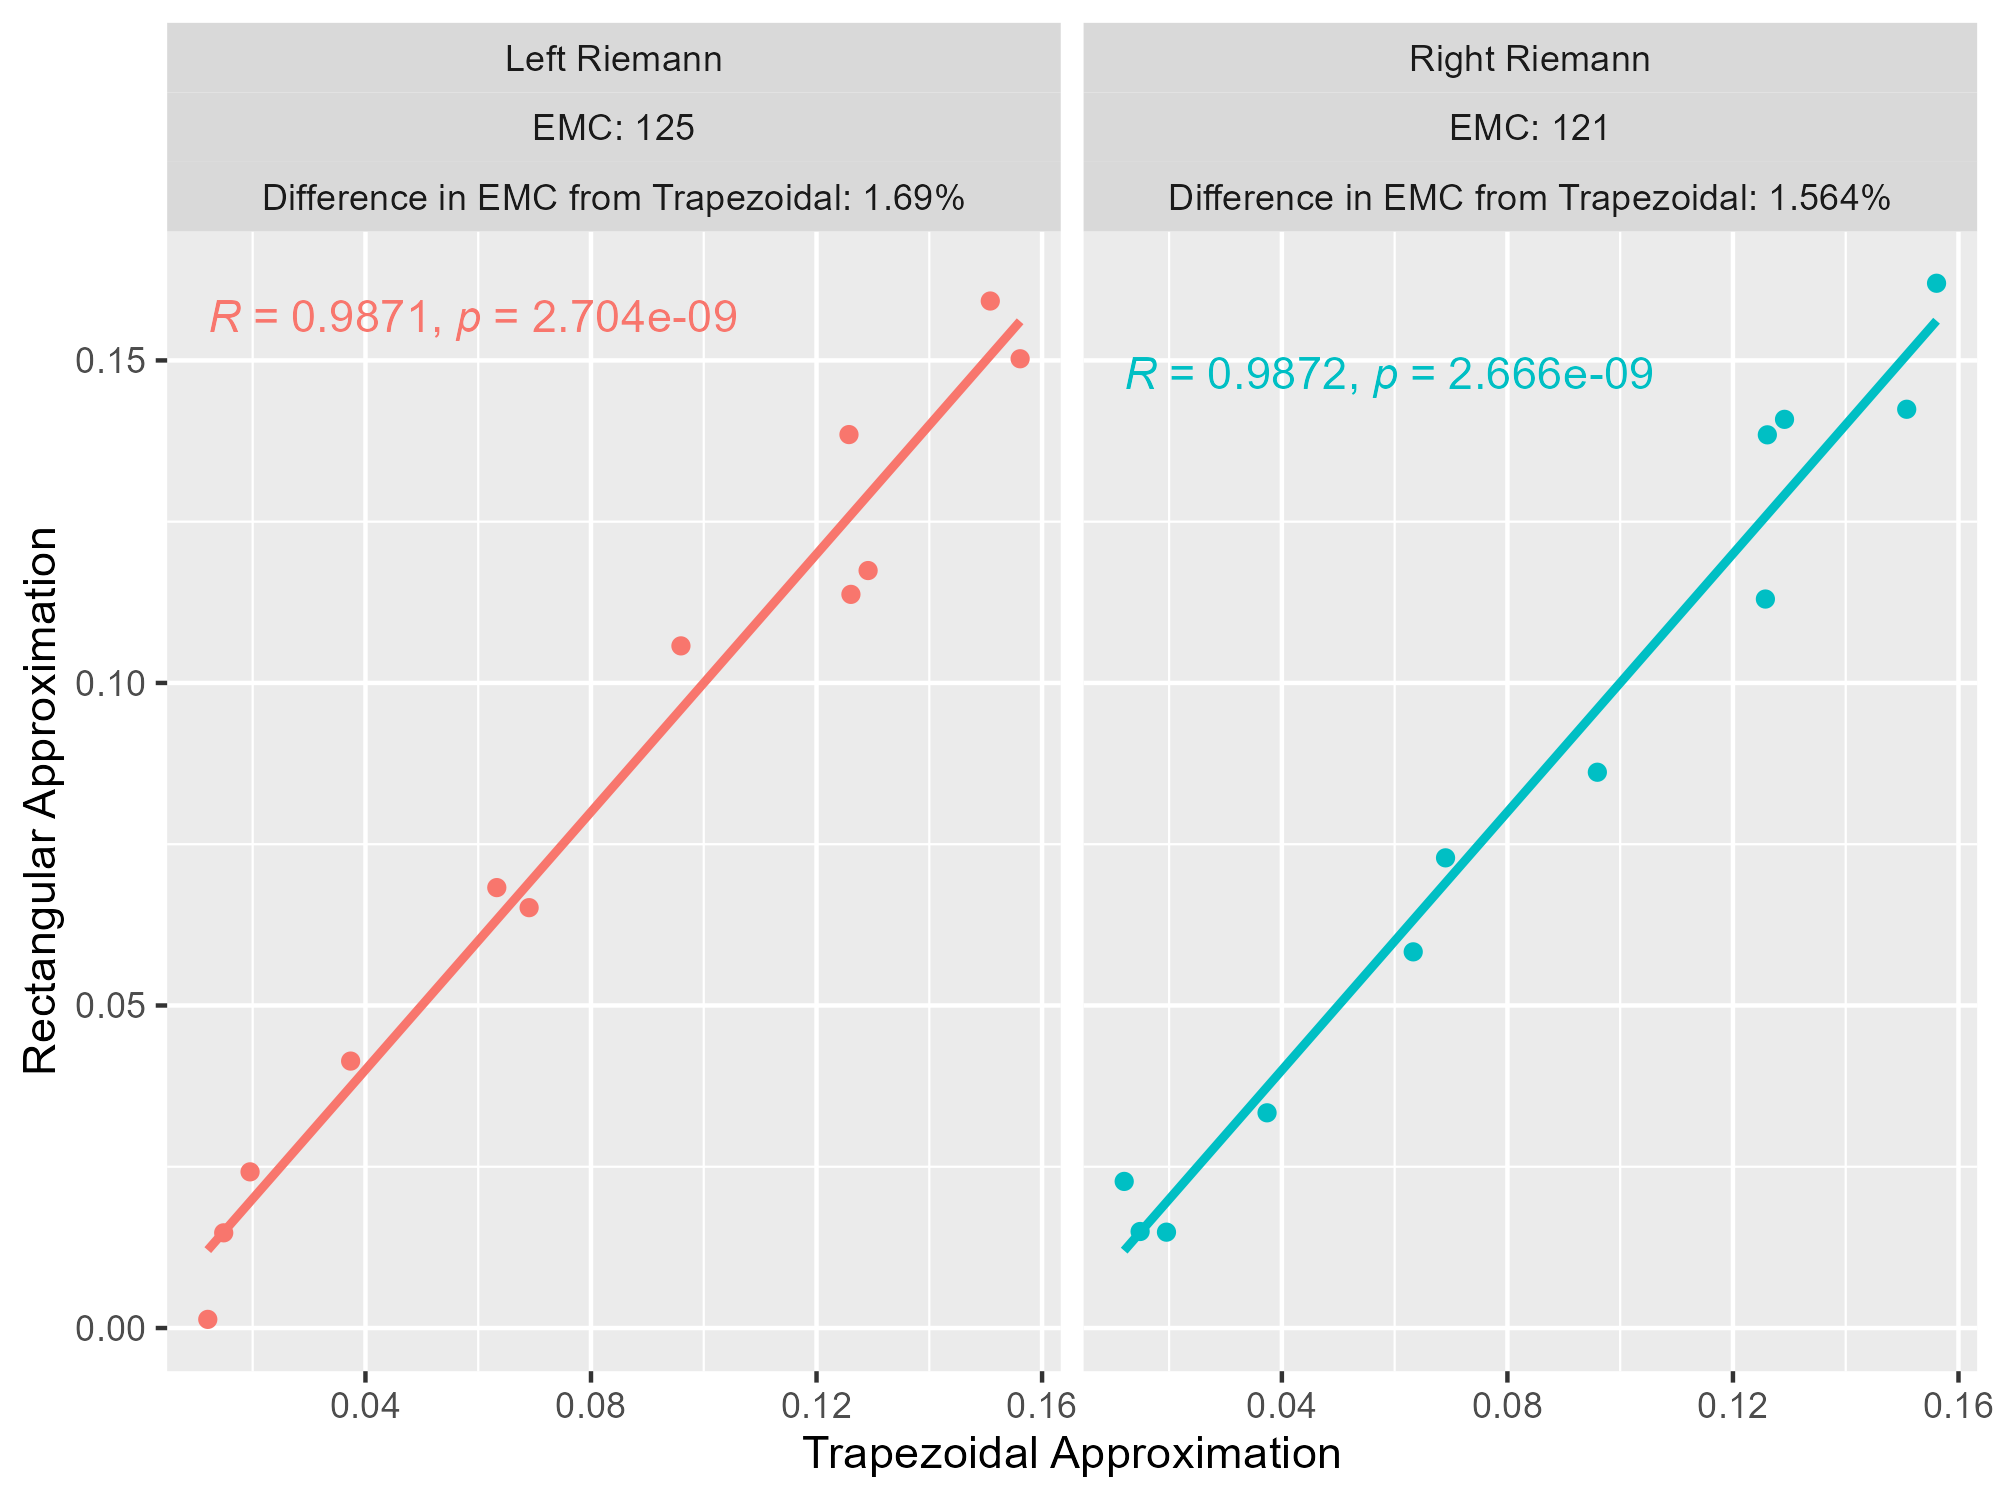 Left Riemann
EMC: 125
Difference in EMC from Trapezoidal: 1.69%
Right Riemann
EMC: 121
Difference in EMC from Trapezoidal: 1.564%
R = 0.9871, p = 2.704e-09
R = 0.9872, p = 2.666e-09
Rectangular Approximation
0.15
0.10
0.05
0.00
0.04 0.08 0.12 0.16
0.04 0.08 0.12 0.16
Trapezoidal Approximation